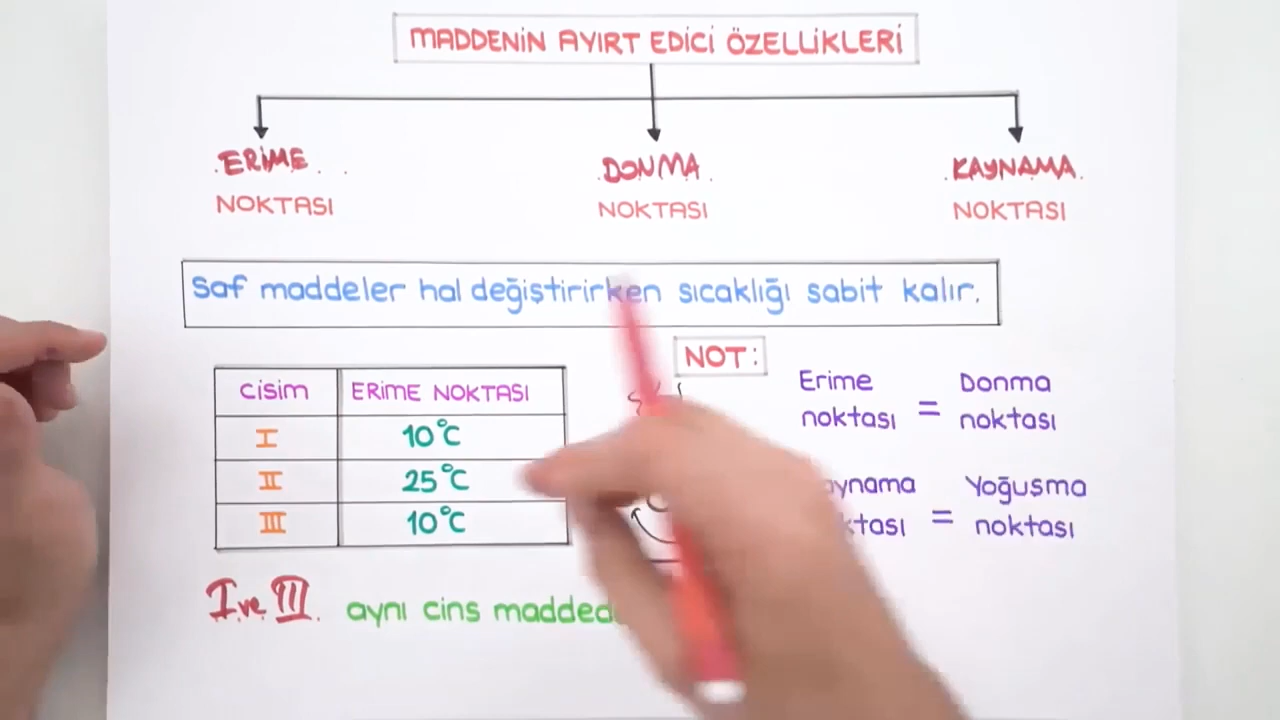 MADDENİN AYIRT EDİCİ ÖZELLİKLERİ
ERİME
NOKTASI
DONMA
NOKTASI
KAYNAMA
NOKTASI
Saf maddeler hal değiştirirken sıcaklığı sabit kalır.
NOT:
CİSİM ERİME NOKTASI
I 10°C
II 25°C
III 10°C
Erime
noktası
=
Donma
noktası
=
Yoğuşma
noktası
I ve III aynı cins